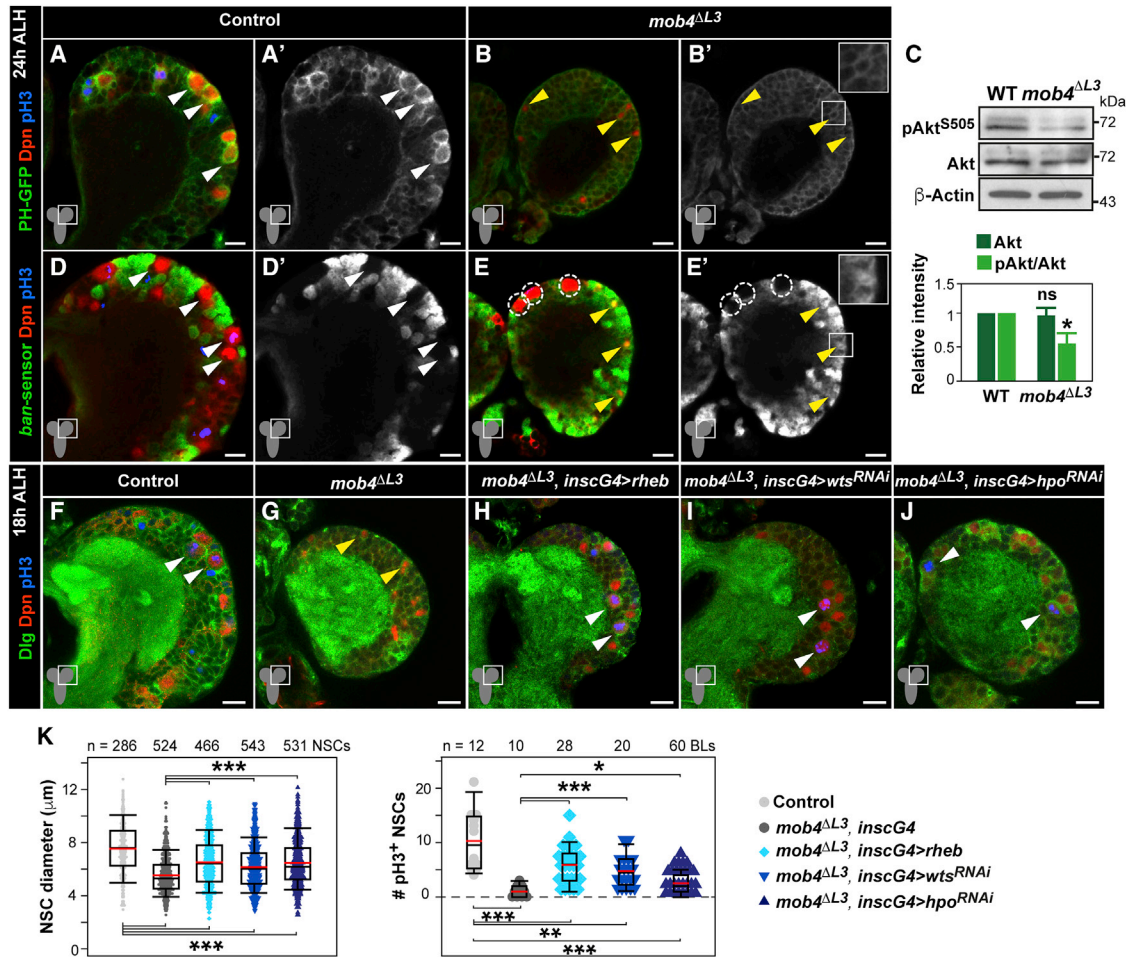 Control
mob4ΔL3
24h ALH
PH-GFP Dpn pH3
A
A'
B
B'
C
WT mob4ΔL3
kDa
pAktS505
72
Akt
72
β-Actin
43
Akt
pAkt/Akt
Relative intensity
1.5
1
0.5
0
ns
*
WT
mob4ΔL3
ban-sensor Dpn pH3
D
D'
E
E'
18h ALH
Dlg Dpn pH3
Control
mob4ΔL3
mob4ΔL3, inscG4>rheb
mob4ΔL3, inscG4>wtsRNAi
mob4ΔL3, inscG4>hpoRNAi
F
G
H
I
J
K
n = 286 524 466 543 531 NSCs
NSC diameter (μm)
12
8
4
0
***
***
n = 12 10 28 20 60 BLs
# pH3+ NSCs
20
10
0
*
***
***
**
***
Control
mob4ΔL3, inscG4
mob4ΔL3, inscG4>rheb
mob4ΔL3, inscG4>wtsRNAi
mob4ΔL3, inscG4>hpoRNAi